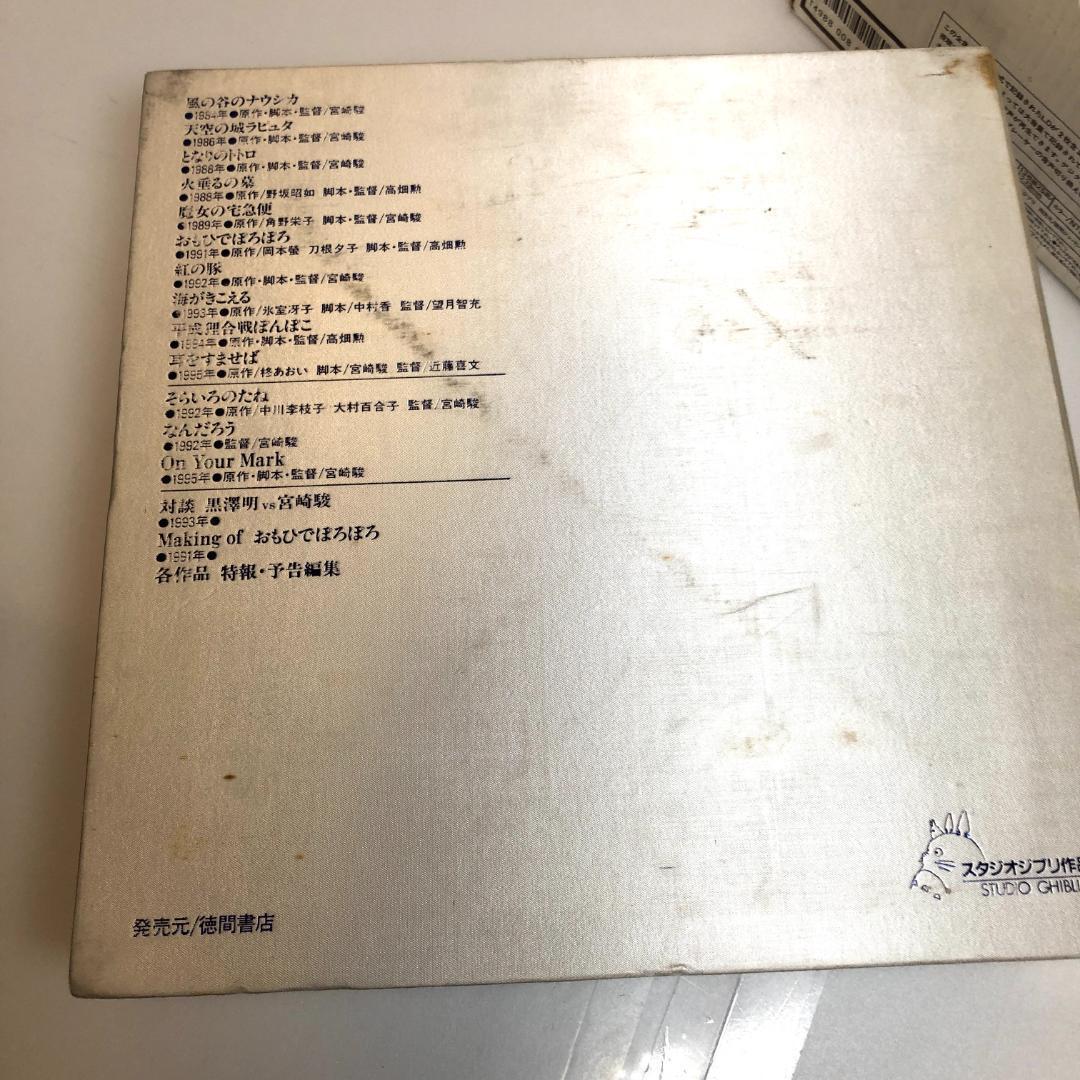 風の谷のナウシカ
●1984年●原作・脚本・監督/宮崎駿
天空の城ラピュタ
●1986年●原作・脚本・監督/宮崎駿
となりのトトロ
●1988年●原作・脚本・監督/宮崎駿
火垂るの墓
●1988年●原作/野坂昭如 脚本・監督/高畑勲
魔女の宅急便
●1989年●原作/角野栄子 脚本・監督/宮崎駿
おもひでぽろぽろ
●1991年●原作/岡本螢 刀根夕子 脚本・監督/高畑勲
紅の豚
●1992年●原作・脚本・監督/宮崎駿
海がきこえる
●1993年●原作/氷室冴子 脚本/中村香 監督/望月智充
平成狸合戦ぽんぽこ
●1994年●原作・脚本・監督/高畑勲
耳をすませば
●1995年●原作/柊あおい 脚本/宮崎駿 監督/近藤喜文
そらいろのたね
●1992年●原作/中川李枝子 大村百合子 監督/宮崎駿
なんだろう
●1992年●監督/宮崎駿
On Your Mark
●1995年●原作・脚本・監督/宮崎駿
対談 黒澤明vs宮崎駿
●1993年●
Making of おもひでぽろぽろ
●1991年●
各作品 特報・予告編集
発売元/徳間書店
スタジオジブリ作品
STUDIO GHIBLI